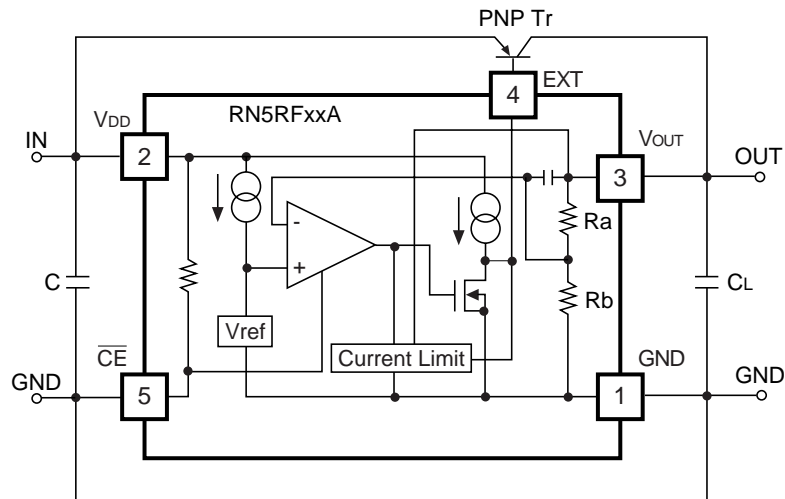 PNP Tr
EXT
4
RN5RFxxA
VDD
VOUT
IN
2
3
OUT
-
+
Ra
Rb
C
CL
Vref
Current Limit
CE
GND
GND
5
1
GND